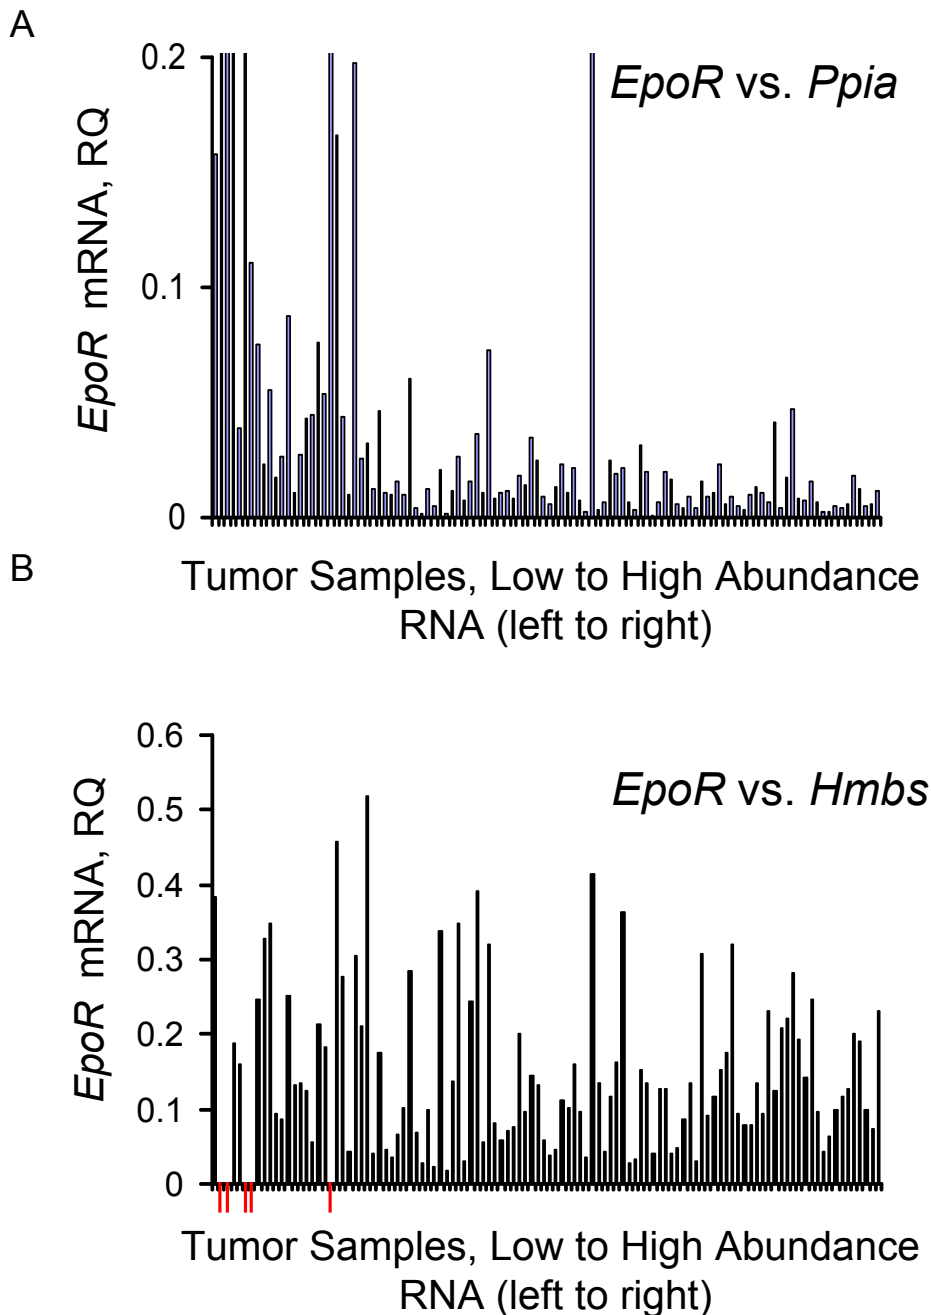 A
0.2
EpoR vs. Ppia
EpoR mRNA, RQ
0.1
0
B
Tumor Samples, Low to High Abundance
RNA (left to right)
0.6
EpoR vs. Hmbs
0.5
EpoR mRNA, RQ
0.4
0.3
0.2
0.1
0
Tumor Samples, Low to High Abundance
RNA (left to right)